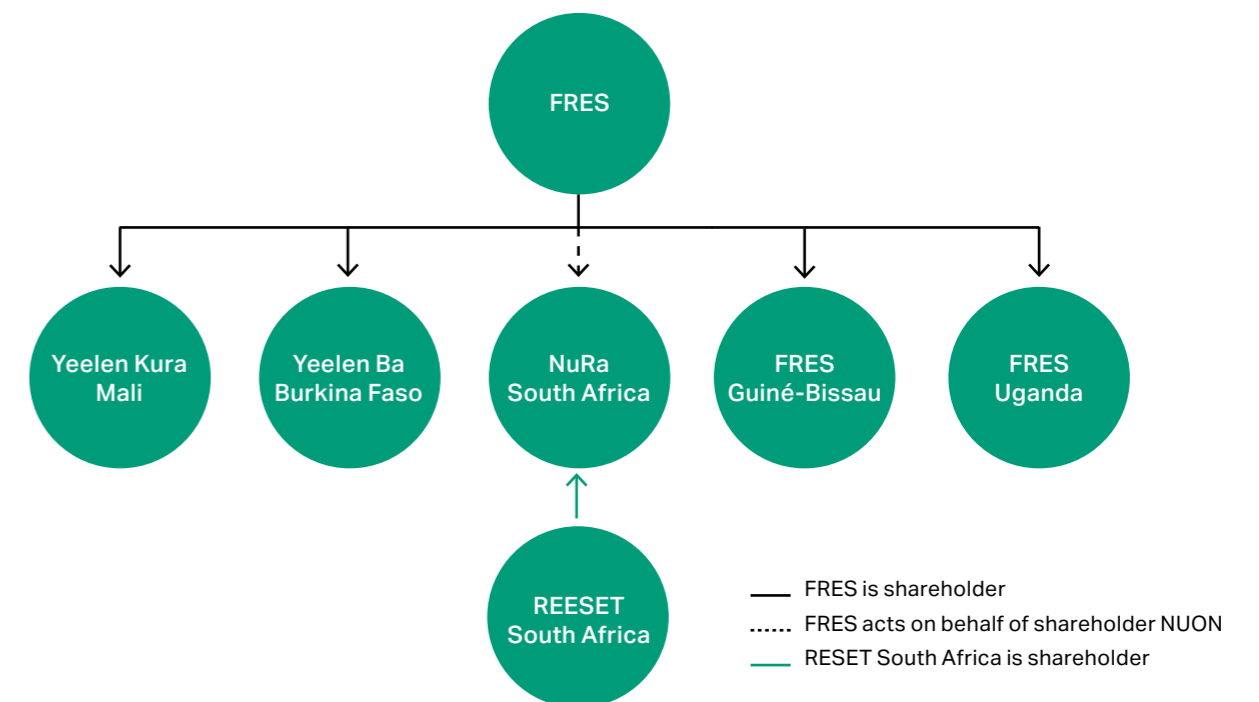 FRES
Yeelen Kura
Mali
Yeelen Ba
Burkina Faso
NuRa
South Africa
FRES
Guiné-Bissau
FRES
Uganda
REESET
South Africa
FRES is shareholder
FRES acts on behalf of shareholder NUON
RESET South Africa is shareholder